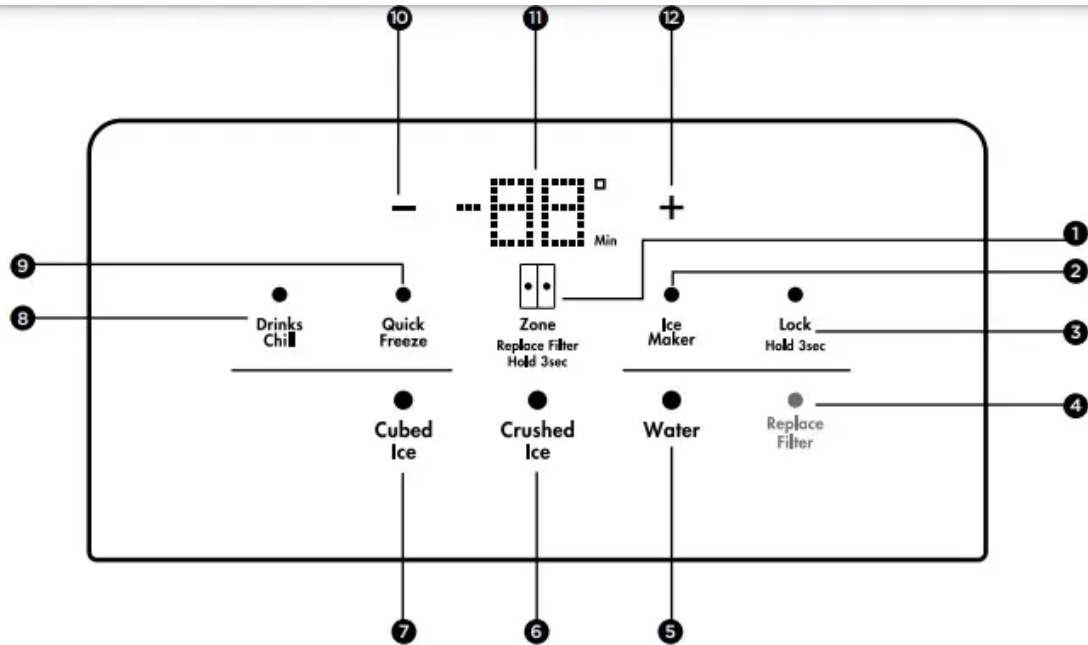 10 11 12
− -88° +
Min
1
2
9
8
3
Drinks
Chill
Quick
Freeze
Zone
Replace Filter
Hold 3sec
Ice
Maker
Lock
Hold 3sec
4
Cubed
Ice
Crushed
Ice
Water
Replace
Filter
7 6 5